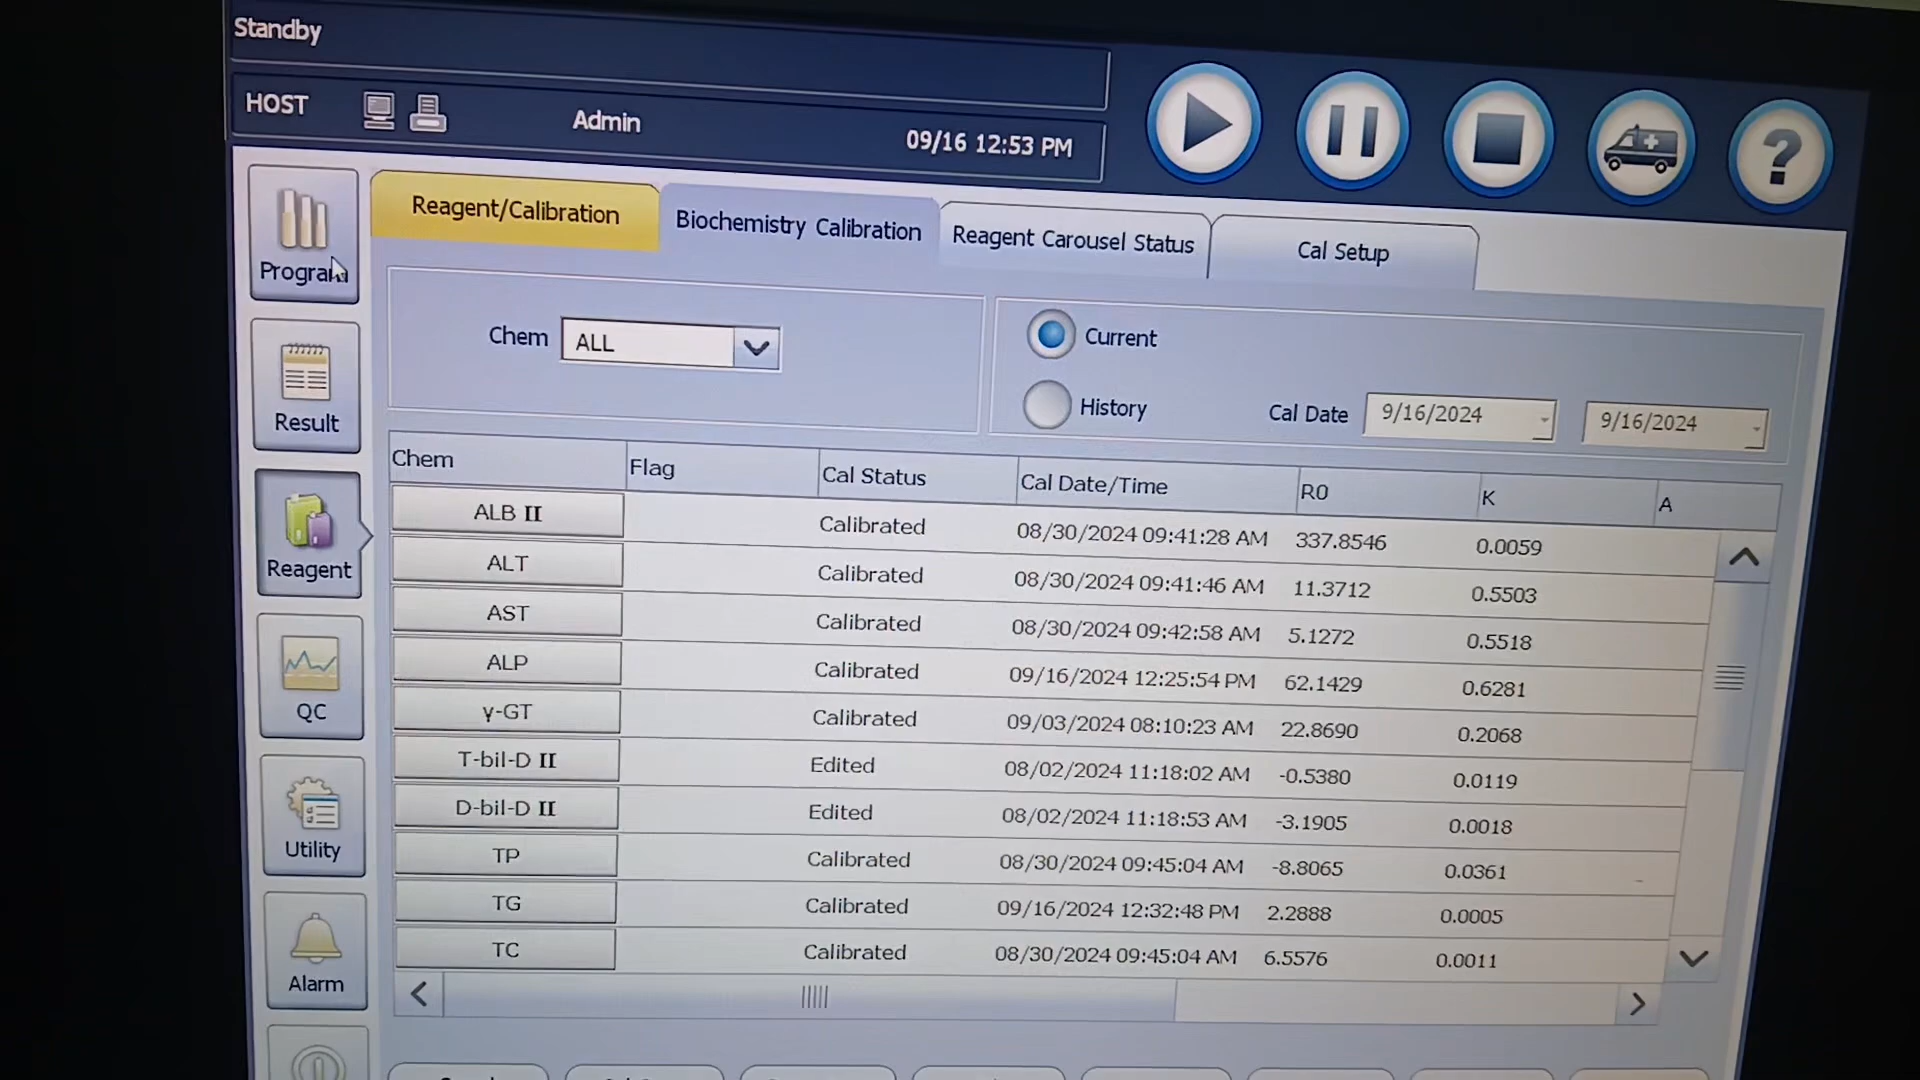 Standby
HOST Admin 09/16 12:53 PM
?
Program
Result
Reagent
QC
Utility
Alarm
Reagent/Calibration Biochemistry Calibration Reagent Carousel Status Cal Setup
Chem ALL
Current
History Cal Date 9/16/2024 9/16/2024
Chem Flag Cal Status Cal Date/Time R0 K A
ALB II Calibrated 08/30/2024 09:41:28 AM 337.8546 0.0059
ALT Calibrated 08/30/2024 09:41:46 AM 11.3712 0.5503
AST Calibrated 08/30/2024 09:42:58 AM 5.1272 0.5518
ALP Calibrated 09/16/2024 12:25:54 PM 62.1429 0.6281
γ-GT Calibrated 09/03/2024 08:10:23 AM 22.8690 0.2068
T-bil-D II Edited 08/02/2024 11:18:02 AM -0.5380 0.0119
D-bil-D II Edited 08/02/2024 11:18:53 AM -3.1905 0.0018
TP Calibrated 08/30/2024 09:45:04 AM -8.8065 0.0361
TG Calibrated 09/16/2024 12:32:48 PM 2.2888 0.0005
TC Calibrated 08/30/2024 09:45:04 AM 6.5576 0.0011